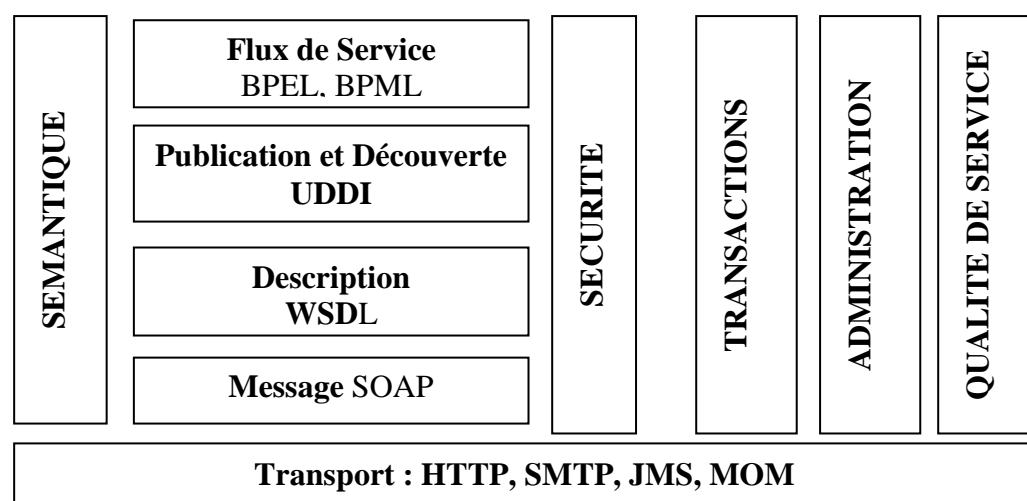 SEMANTIQUE
Flux de Service
BPEL, BPML
Publication et Découverte
UDDI
Description
WSDL
Message SOAP
SECURITE
TRANSACTIONS
ADMINISTRATION
QUALITE DE SERVICE
Transport : HTTP, SMTP, JMS, MOM